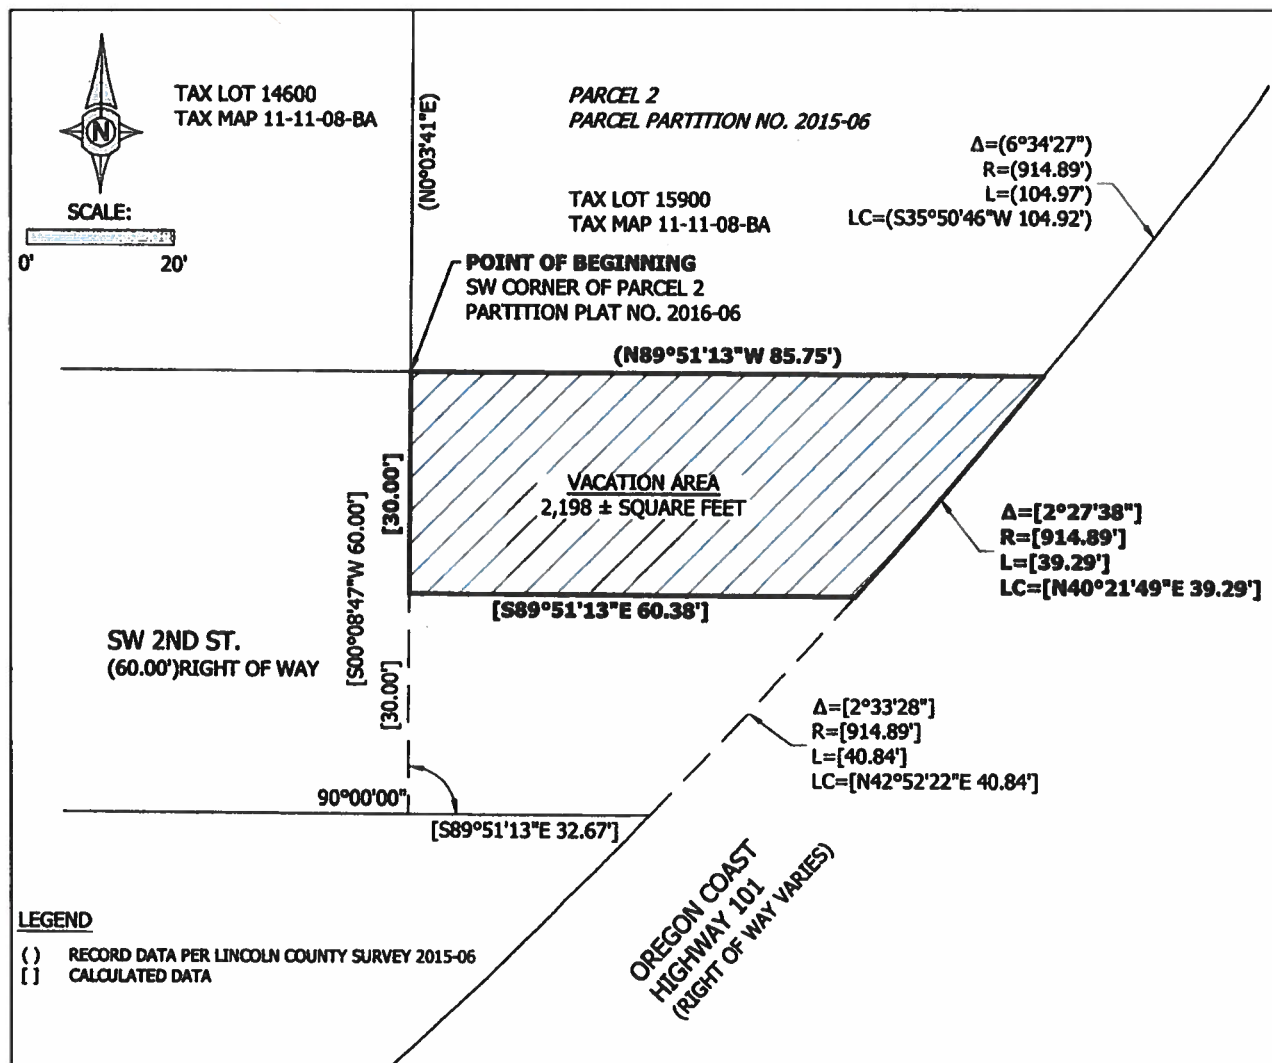 N
TAX LOT 14600
TAX MAP 11-11-08-BA
SCALE:
0' 20'
(N0°03'41"E)
PARCEL 2
PARCEL PARTITION NO. 2015-06
TAX LOT 15900
TAX MAP 11-11-08-BA
Δ=(6°34'27")
R=(914.89')
L=(104.97')
LC=(S35°50'46"W 104.92')
POINT OF BEGINNING
SW CORNER OF PARCEL 2
PARTITION PLAT NO. 2016-06
(N89°51'13"W 85.75')
[30.00']
VACATION AREA
2,198 ± SQUARE FEET
Δ=[2°27'38"]
R=[914.89']
L=[39.29']
LC=[N40°21'49"E 39.29']
[S89°51'13"E 60.38']
[S00°08'47"W 60.00']
SW 2ND ST.
(60.00')RIGHT OF WAY
[30.00']
Δ=[2°33'28"]
R=[914.89']
L=[40.84']
LC=[N42°52'22"E 40.84']
90°00'00"
[S89°51'13"E 32.67']
OREGON COAST
HIGHWAY 101
(RIGHT OF WAY VARIES)
LEGEND
( ) RECORD DATA PER LINCOLN COUNTY SURVEY 2015-06
[ ] CALCULATED DATA